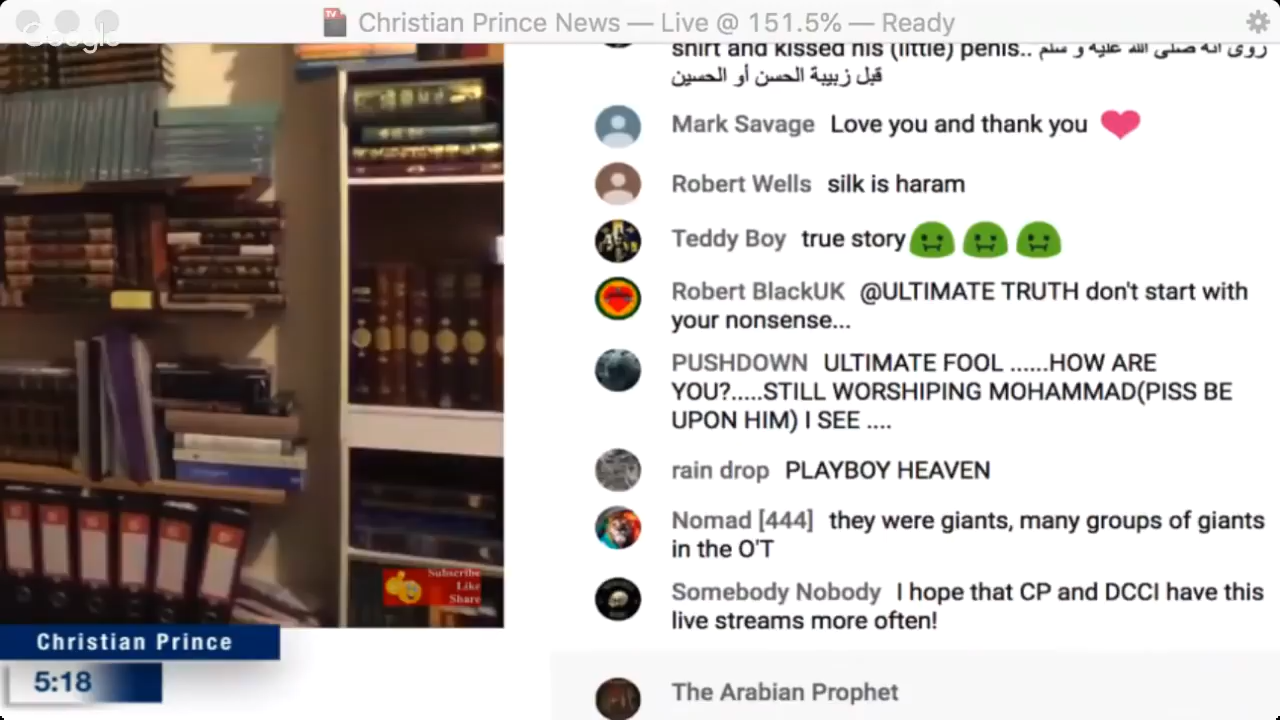 Christian Prince News — Live @ 151.5% — Ready
Google
shirt and kissed his (little) penis.. روى انه صلى الله عليه و سلم
قبل زبيبة الحسن أو الحسين
Mark Savage Love you and thank you
Robert Wells silk is haram
Teddy Boy true story
Robert BlackUK @ULTIMATE TRUTH don't start with
your nonsense...
PUSHDOWN ULTIMATE FOOL ......HOW ARE
YOU?.....STILL WORSHIPING MOHAMMAD(PISS BE
UPON HIM) I SEE ....
rain drop PLAYBOY HEAVEN
Nomad [444] they were giants, many groups of giants
in the O'T
Somebody Nobody I hope that CP and DCCI have this
live streams more often!
The Arabian Prophet
Subscribe
Like
Share
Christian Prince
5:18